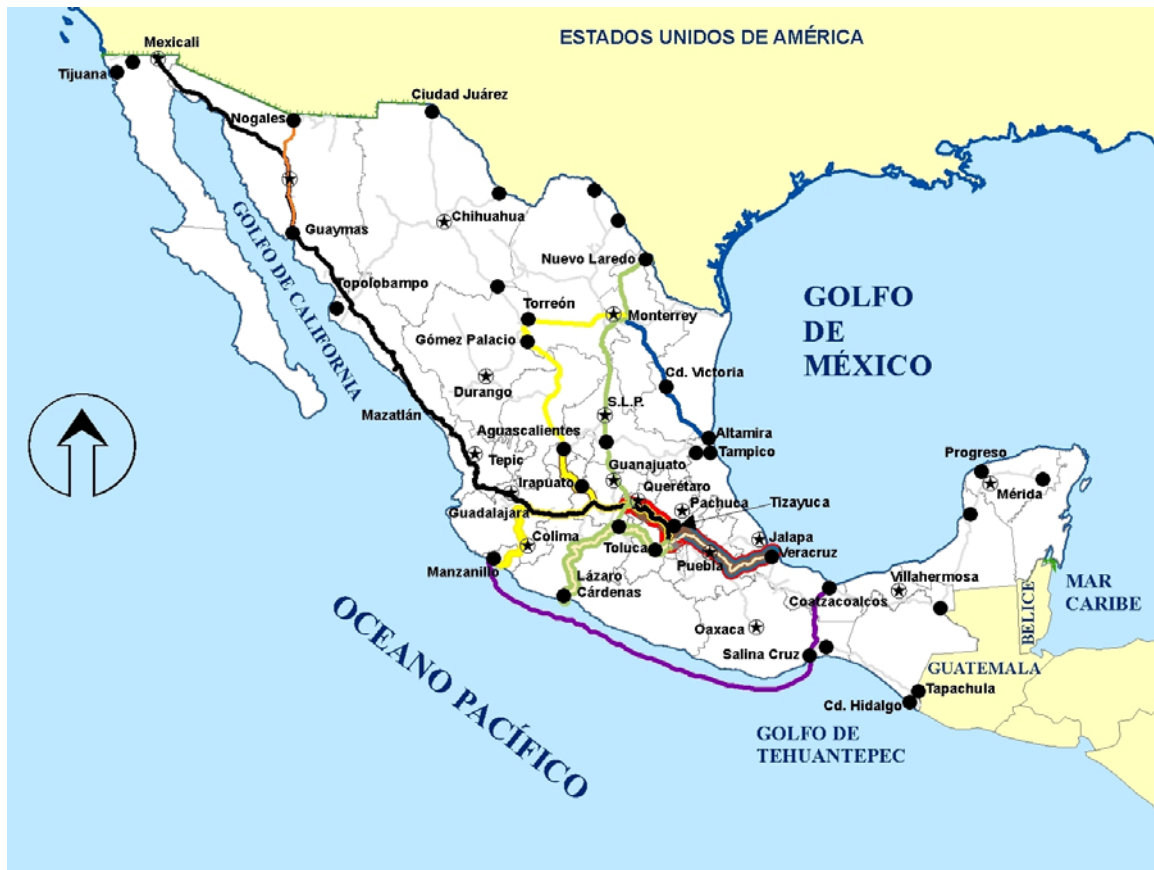 ESTADOS UNIDOS DE AMÉRICA
Mexicali
Tijuana
Ciudad Juárez
Nogales
Chihuahua
GOLFO DE CALIFORNIA
Guaymas
Nuevo Laredo
Topolobampo
Torreón
Monterrey
Gómez Palacio
GOLFO
DE
MÉXICO
Durango
Cd. Victoria
Mazatlán
S.L.P.
Aguascalientes
Altamira
Tampico
Tepic
Guanajuato
Progreso
Irapuato
Querétaro
Mérida
Pachuca
Tizayuca
Guadalajara
Colima
Toluca
Jalapa
Veracruz
Puebla
Manzanillo
Lázaro
Cárdenas
Villahermosa
Coatzacoalcos
MAR
CARIBE
BELICE
OCEANO PACÍFICO
Oaxaca
Salina Cruz
GUATEMALA
Tapachula
Cd. Hidalgo
GOLFO DE
TEHUANTEPEC